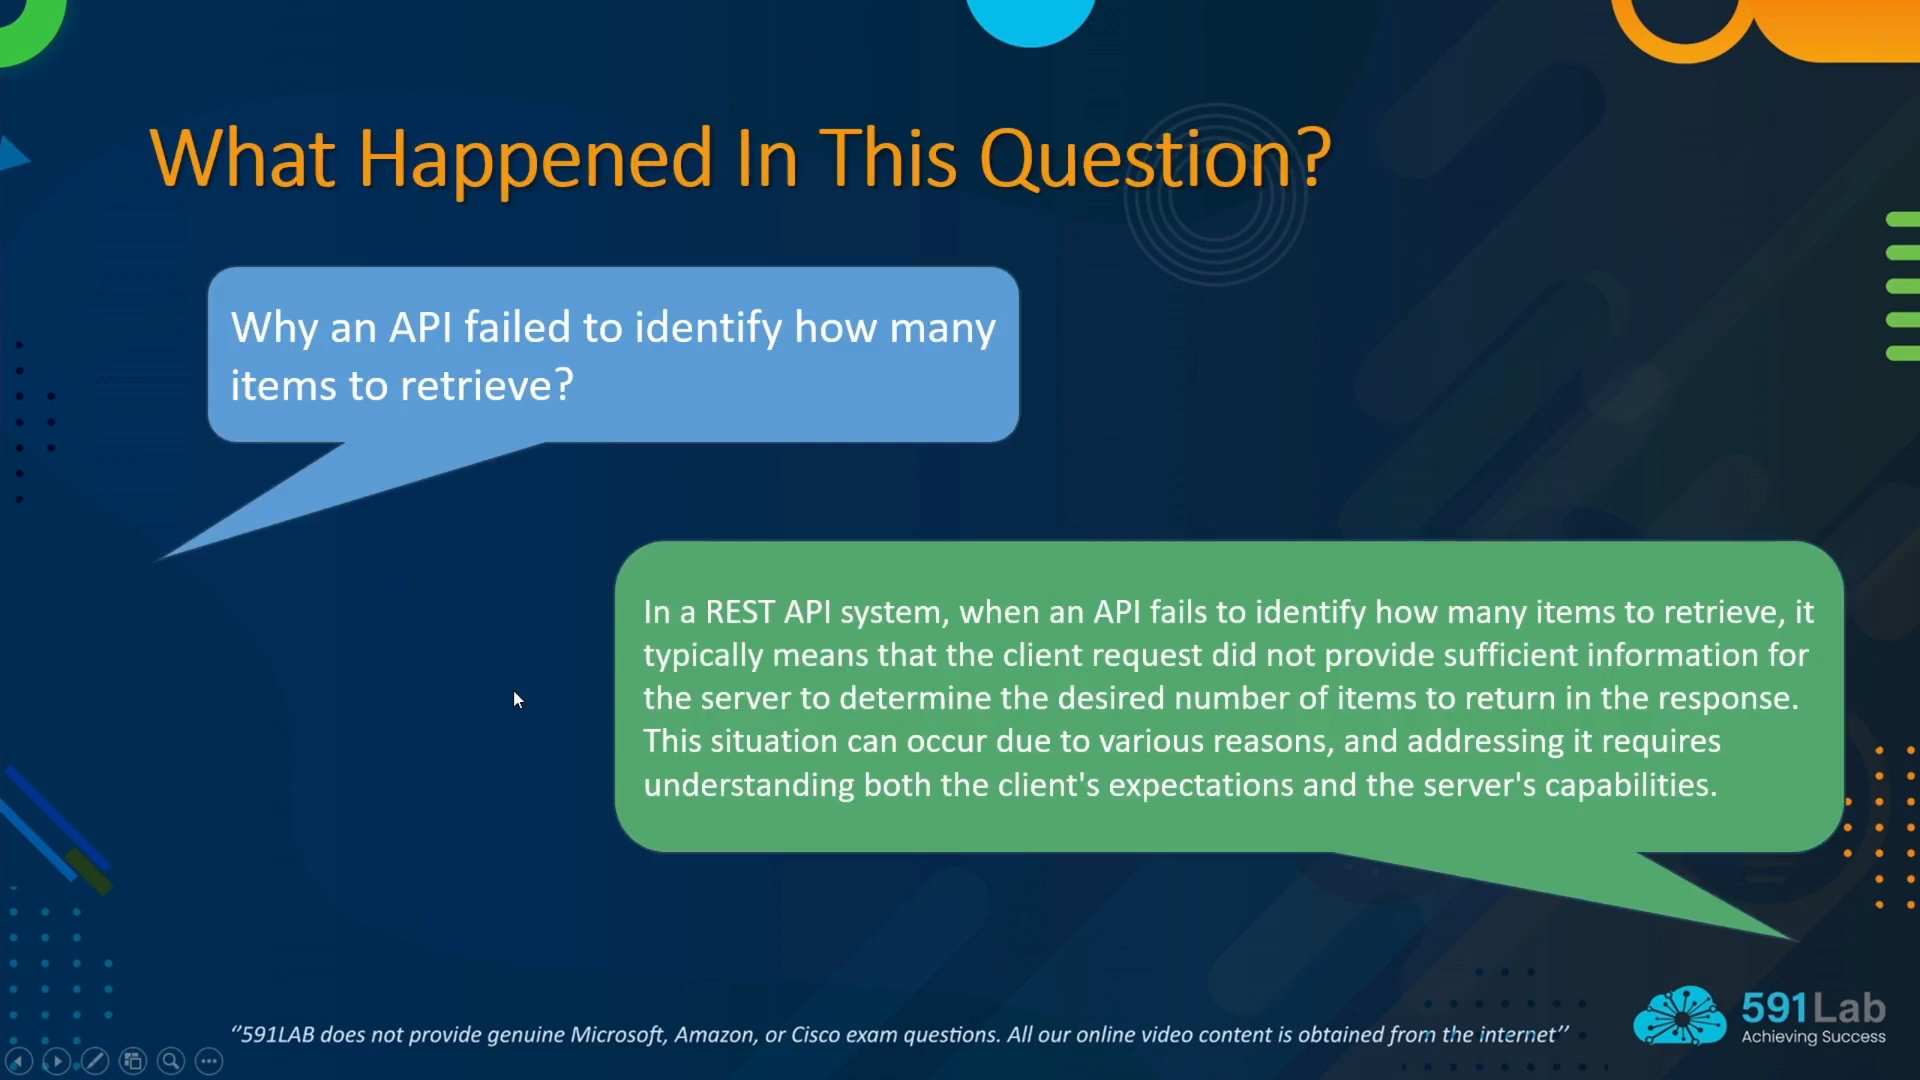 What Happened In This Question?
Why an API failed to identify how many
items to retrieve?
In a REST API system, when an API fails to identify how many items to retrieve, it
typically means that the client request did not provide sufficient information for
the server to determine the desired number of items to return in the response.
This situation can occur due to various reasons, and addressing it requires
understanding both the client's expectations and the server's capabilities.
‘’591LAB does not provide genuine Microsoft, Amazon, or Cisco exam questions. All our online video content is obtained from the internet’’
591Lab
Achieving Success